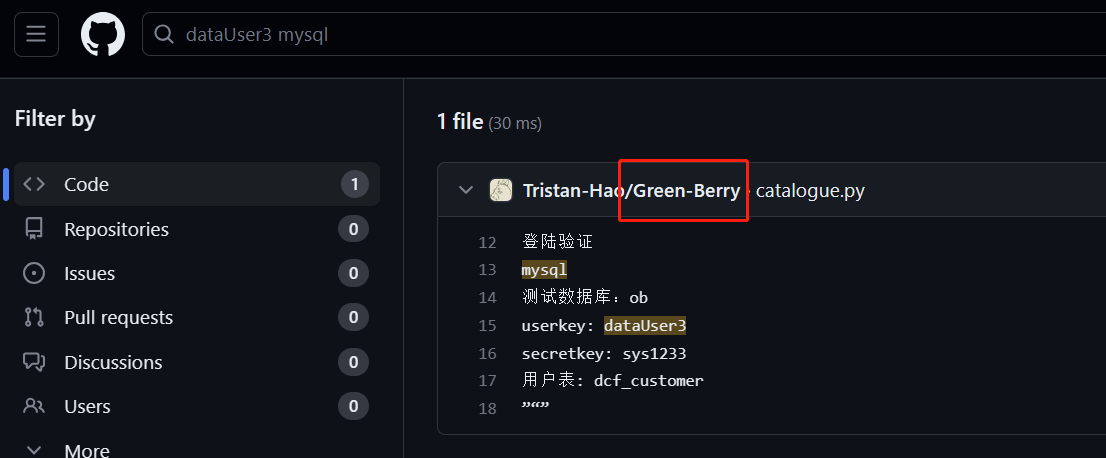 dataUser3 mysql
Filter by
Code 1
Repositories 0
Issues 0
Pull requests 0
Discussions 0
Users 0
More
1 file (30 ms)
Tristan-Hao/Green-Berry · catalogue.py
12 登陆验证
13 mysql
14 测试数据库：ob
15 userkey: dataUser3
16 secretkey: sys1233
17 用户表: dcf_customer
18 ”“”